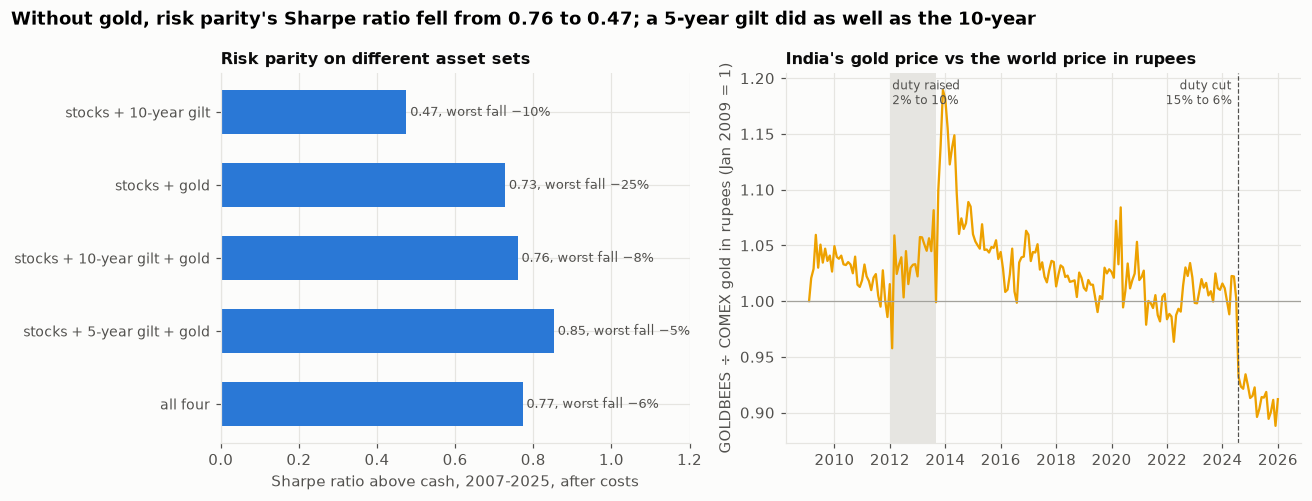 Without gold, risk parity's Sharpe ratio fell from 0.76 to 0.47; a 5-year gilt did as well as the 10-year
Risk parity on different asset sets
stocks + 10-year gilt
0.47, worst fall −10%
stocks + gold
0.73, worst fall −25%
stocks + 10-year gilt + gold
0.76, worst fall −8%
stocks + 5-year gilt + gold
0.85, worst fall −5%
all four
0.77, worst fall −6%
0.0 0.2 0.4 0.6 0.8 1.0 1.2
Sharpe ratio above cash, 2007-2025, after costs
India's gold price vs the world price in rupees
GOLDBEES ÷ COMEX gold in rupees (Jan 2009 = 1)
1.20
1.15
1.10
1.05
1.00
0.95
0.90
duty raised
2% to 10%
duty cut
15% to 6%
2010 2012 2014 2016 2018 2020 2022 2024 2026